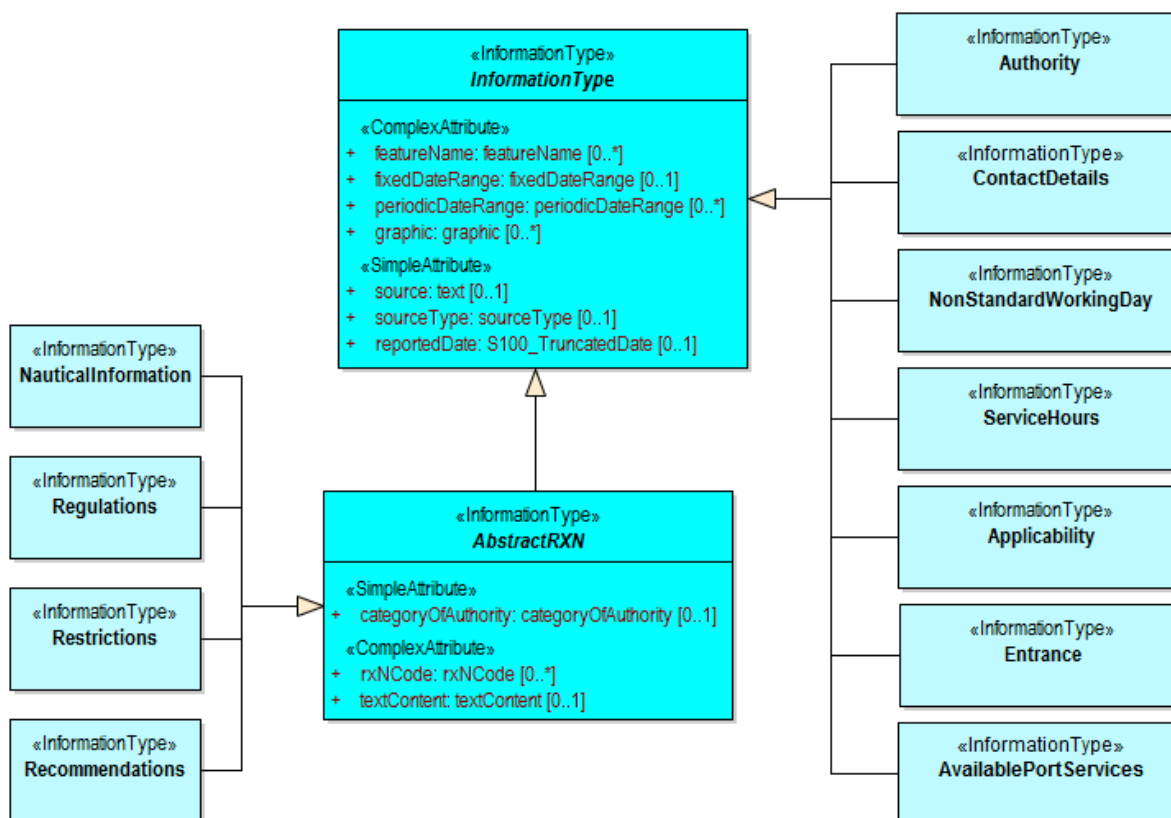 «InformationType»
InformationType
«ComplexAttribute»
+ featureName: featureName [0..*]
+ fixedDateRange: fixedDateRange [0..1]
+ periodicDateRange: periodicDateRange [0..*]
+ graphic: graphic [0..*]
«SimpleAttribute»
+ source: text [0..1]
+ sourceType: sourceType [0..1]
+ reportedDate: S100_TruncatedDate [0..1]
«InformationType»
NauticalInformation
«InformationType»
Regulations
«InformationType»
Restrictions
«InformationType»
Recommendations
«InformationType»
AbstractRXN
«SimpleAttribute»
+ categoryOfAuthority: categoryOfAuthority [0..1]
«ComplexAttribute»
+ rxNCode: rxNCode [0..*]
+ textContent: textContent [0..1]
«InformationType»
Authority
«InformationType»
ContactDetails
«InformationType»
NonStandardWorkingDay
«InformationType»
ServiceHours
«InformationType»
Applicability
«InformationType»
Entrance
«InformationType»
AvailablePortServices